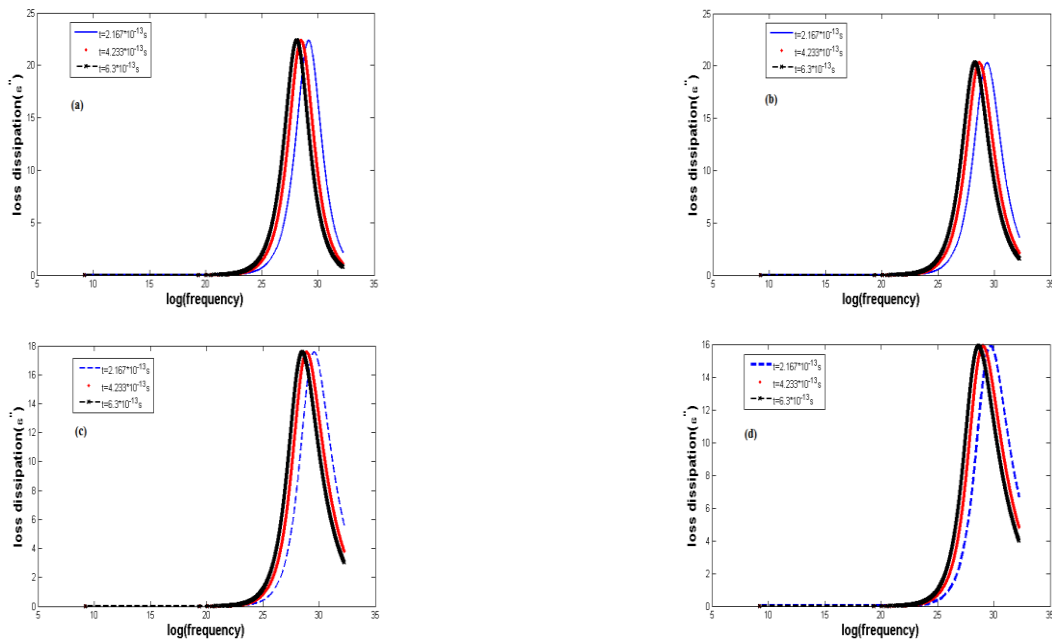 25
20
15
10
5
0
5
10
15
20
25
30
35
t=2.167*10⁻¹³s
t=4.233*10⁻¹³s
t=6.3*10⁻¹³s
(a)
loss dissipation(ε'')
log(frequency)
25
20
15
10
5
0
5
10
15
20
25
30
35
t=2.167*10⁻¹³s
t=4.233*10⁻¹³s
t=6.3*10⁻¹³s
(b)
loss dissipation(ε'')
log(frequency)
18
16
14
12
10
8
6
4
2
0
5
10
15
20
25
30
35
t=2.167*10⁻¹³s
t=4.233*10⁻¹³s
t=6.3*10⁻¹³s
(c)
loss dissipation(ε'')
log(frequency)
16
14
12
10
8
6
4
2
0
5
10
15
20
25
30
35
t=2.167*10⁻¹³s
t=4.233*10⁻¹³s
t=6.3*10⁻¹³s
(d)
loss dissipation(ε'')
log(frequency)